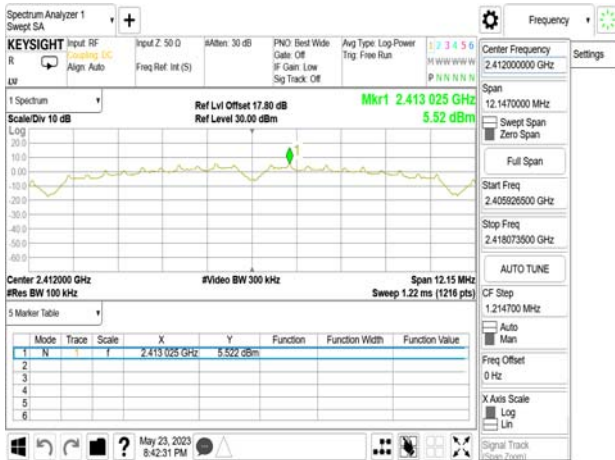 Spectrum Analyzer 1
Swept SA
+
Frequency
KEYSIGHT
R
Input: RF
Coupling: DC
Align: Auto
Input Z: 50 Ω
Freq Ref: Int (S)
#Atten: 30 dB
PNO: Best Wide
Gate: Off
IF Gain: Low
Sig Track: Off
Avg Type: Log-Power
Trig: Free Run
1 2 3 4 5 6
M W W W W W
P N N N N N
Center Frequency
2.412000000 GHz
Settings
Span
12.1470000 MHz
Swept Span
Zero Span
Full Span
Start Freq
2.405926500 GHz
Stop Freq
2.418073500 GHz
AUTO TUNE
CF Step
1.214700 MHz
Auto
Man
Freq Offset
0 Hz
X Axis Scale
Log
Lin
Signal Track
(Span Zoom)
1 Spectrum
Scale/Div 10 dB
Ref Lvl Offset 17.80 dB
Ref Level 30.00 dBm
Mkr1 2.413 025 GHz
5.52 dBm
Log
20.0
10.0
0.00
-10.0
-20.0
-30.0
-40.0
-50.0
-60.0
1
Center 2.412000 GHz
#Res BW 100 kHz
#Video BW 300 kHz
Span 12.15 MHz
Sweep 1.22 ms (1216 pts)
5 Marker Table
Mode Trace Scale X Y Function Function Width Function Value
1 N 1 f 2.413 025 GHz 5.522 dBm
2
3
4
5
6
?
May 23, 2023
8:42:31 PM